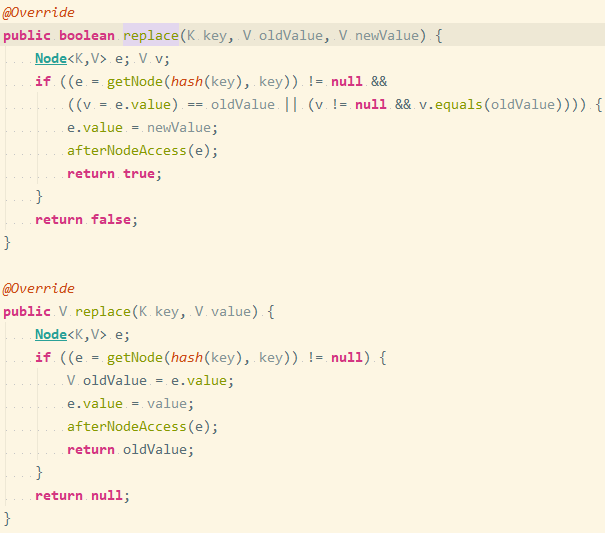 @Override
public boolean replace(K key, V oldValue, V newValue) {
    Node<K,V> e; V v;
    if ((e = getNode(hash(key), key)) != null &&
        ((v = e.value) == oldValue || (v != null && v.equals(oldValue)))) {
        e.value = newValue;
        afterNodeAccess(e);
        return true;
    }
    return false;
}

@Override
public V replace(K key, V value) {
    Node<K,V> e;
    if ((e = getNode(hash(key), key)) != null) {
        V oldValue = e.value;
        e.value = value;
        afterNodeAccess(e);
        return oldValue;
    }
    return null;
}